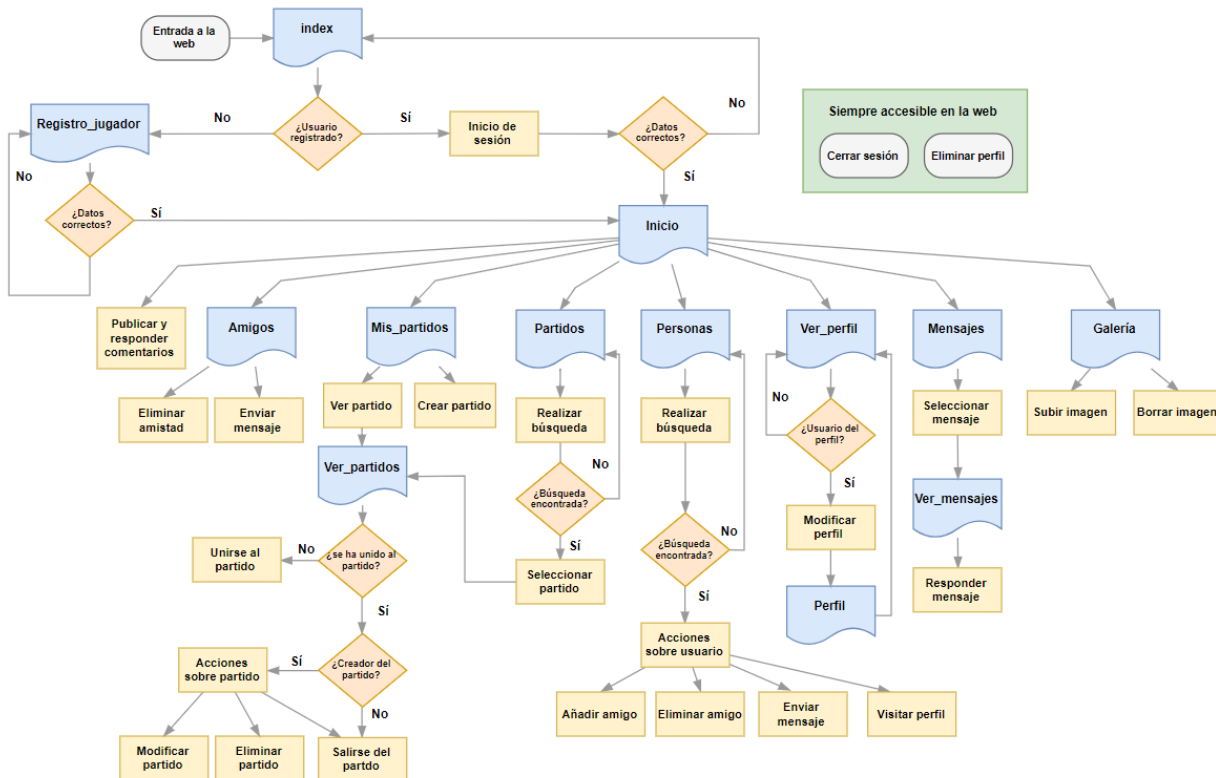 Entrada a la
web
index
Siempre accesible en la web
Cerrar sesión
Eliminar perfil
Registro_jugador
No
¿Usuario
registrado?
Sí
Inicio de
sesión
¿Datos
correctos?
No
Sí
No
¿Datos
correctos?
Sí
Inicio
Publicar y
responder
comentarios
Amigos
Mis_partidos
Partidos
Personas
Ver_perfil
Mensajes
Galería
Eliminar
amistad
Enviar
mensaje
Ver partido
Crear partido
Realizar
búsqueda
Realizar
búsqueda
No
¿Usuario del
perfil?
Sí
Seleccionar
mensaje
Subir imagen
Borrar imagen
Ver_partidos
¿Búsqueda
encontrada?
No
Sí
Seleccionar
partido
¿Búsqueda
encontrada?
No
Sí
Modificar
perfil
Perfil
Ver_mensajes
Responder
mensaje
Unirse al
partido
No
¿se ha unido al
partido?
Sí
Acciones
sobre partido
Sí
¿Creador del
partido?
No
Acciones
sobre usuario
Modificar
partido
Eliminar
partido
Salirse del
partdo
Añadir amigo
Eliminar amigo
Enviar
mensaje
Visitar perfil